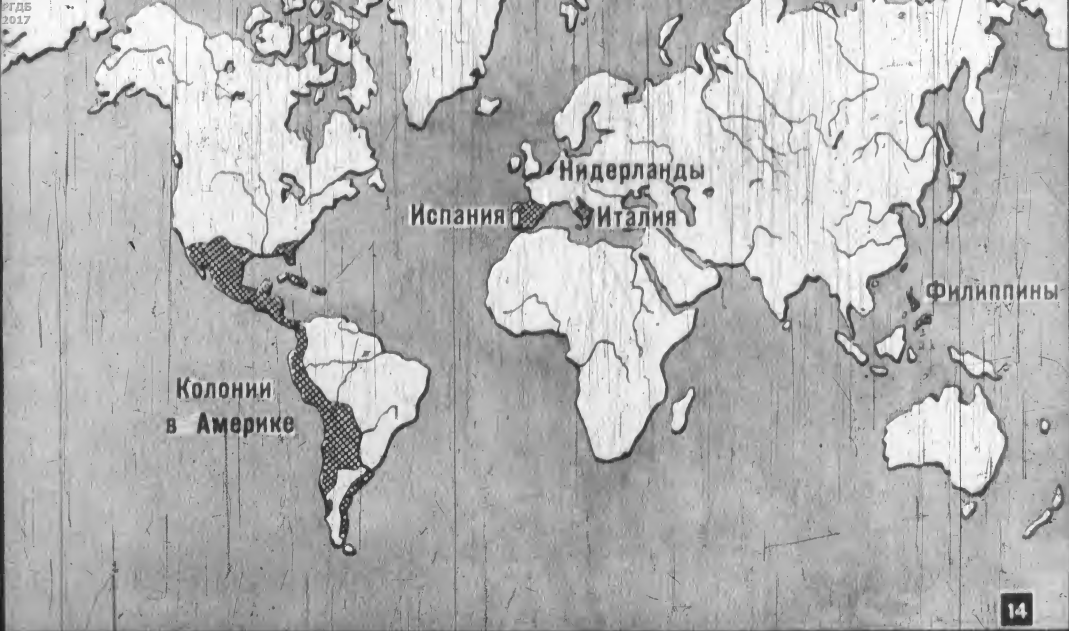 РГДБ
2017
Нидерланды
Испания
Италия
Филиппины
Колонии
в Америке
14